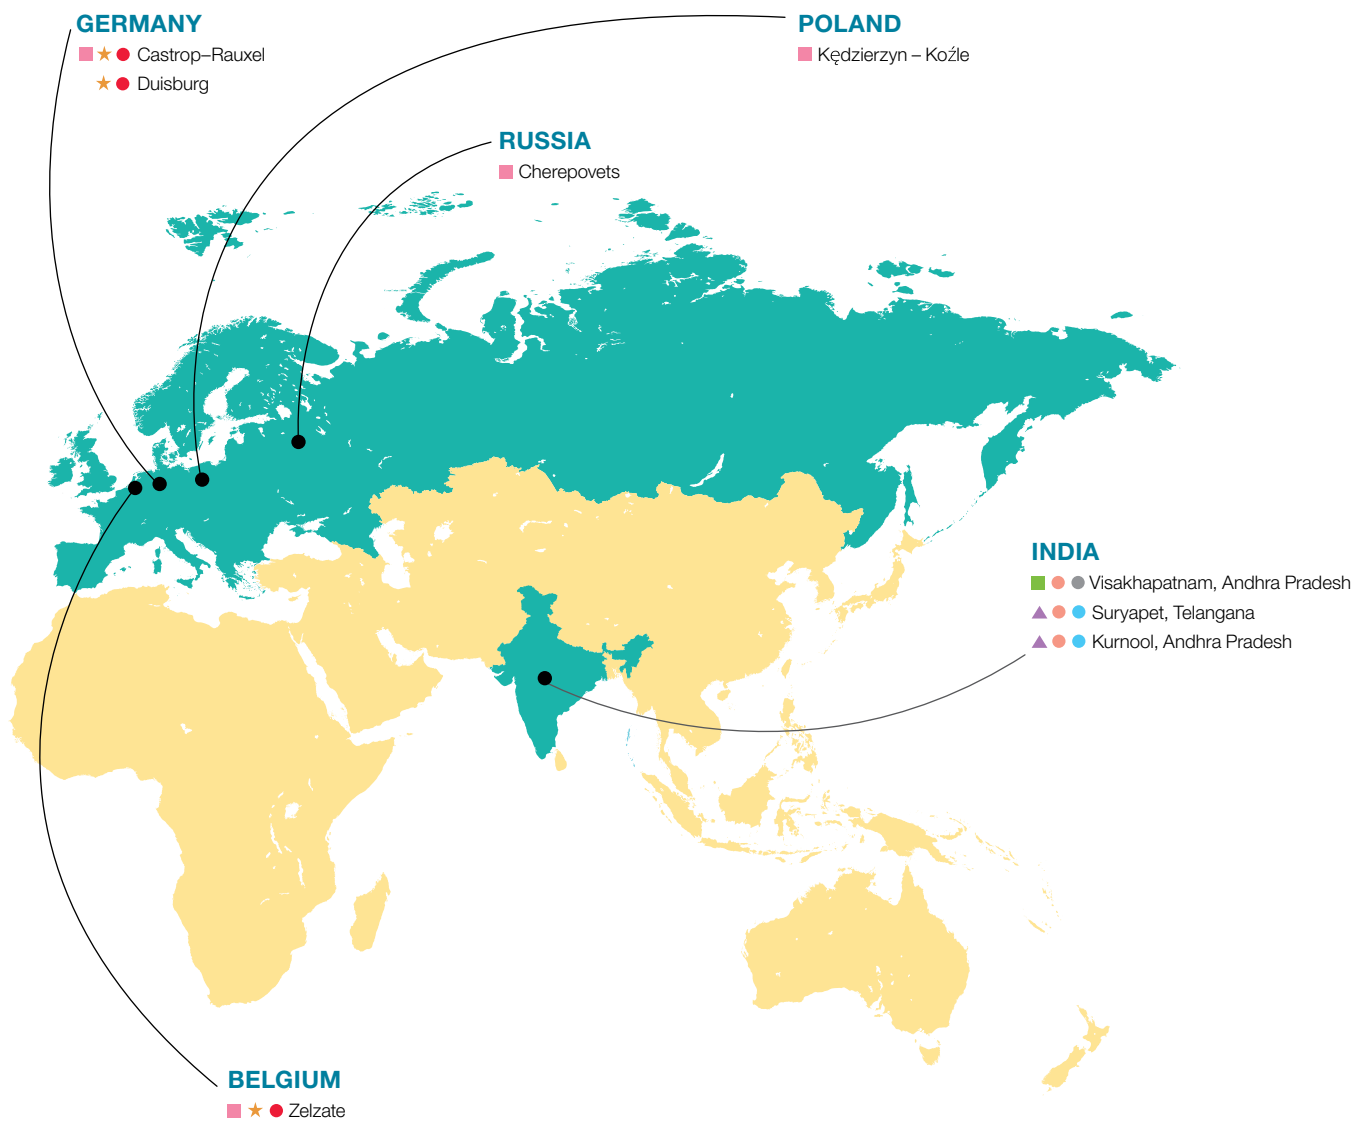 GERMANY
Castrop–Rauxel
Duisburg
POLAND
Kędzierzyn – Koźle
RUSSIA
Cherepovets
INDIA
Visakhapatnam, Andhra Pradesh
Suryapet, Telangana
Kurnool, Andhra Pradesh
BELGIUM
Zelzate